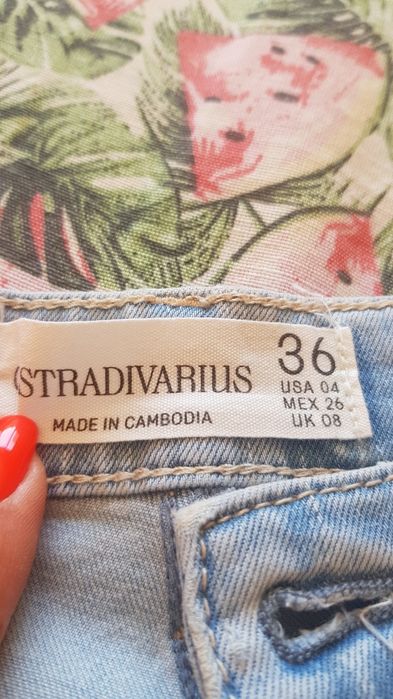 STRADIVARIUS
MADE IN CAMBODIA
36
USA 04
MEX 26
UK 08